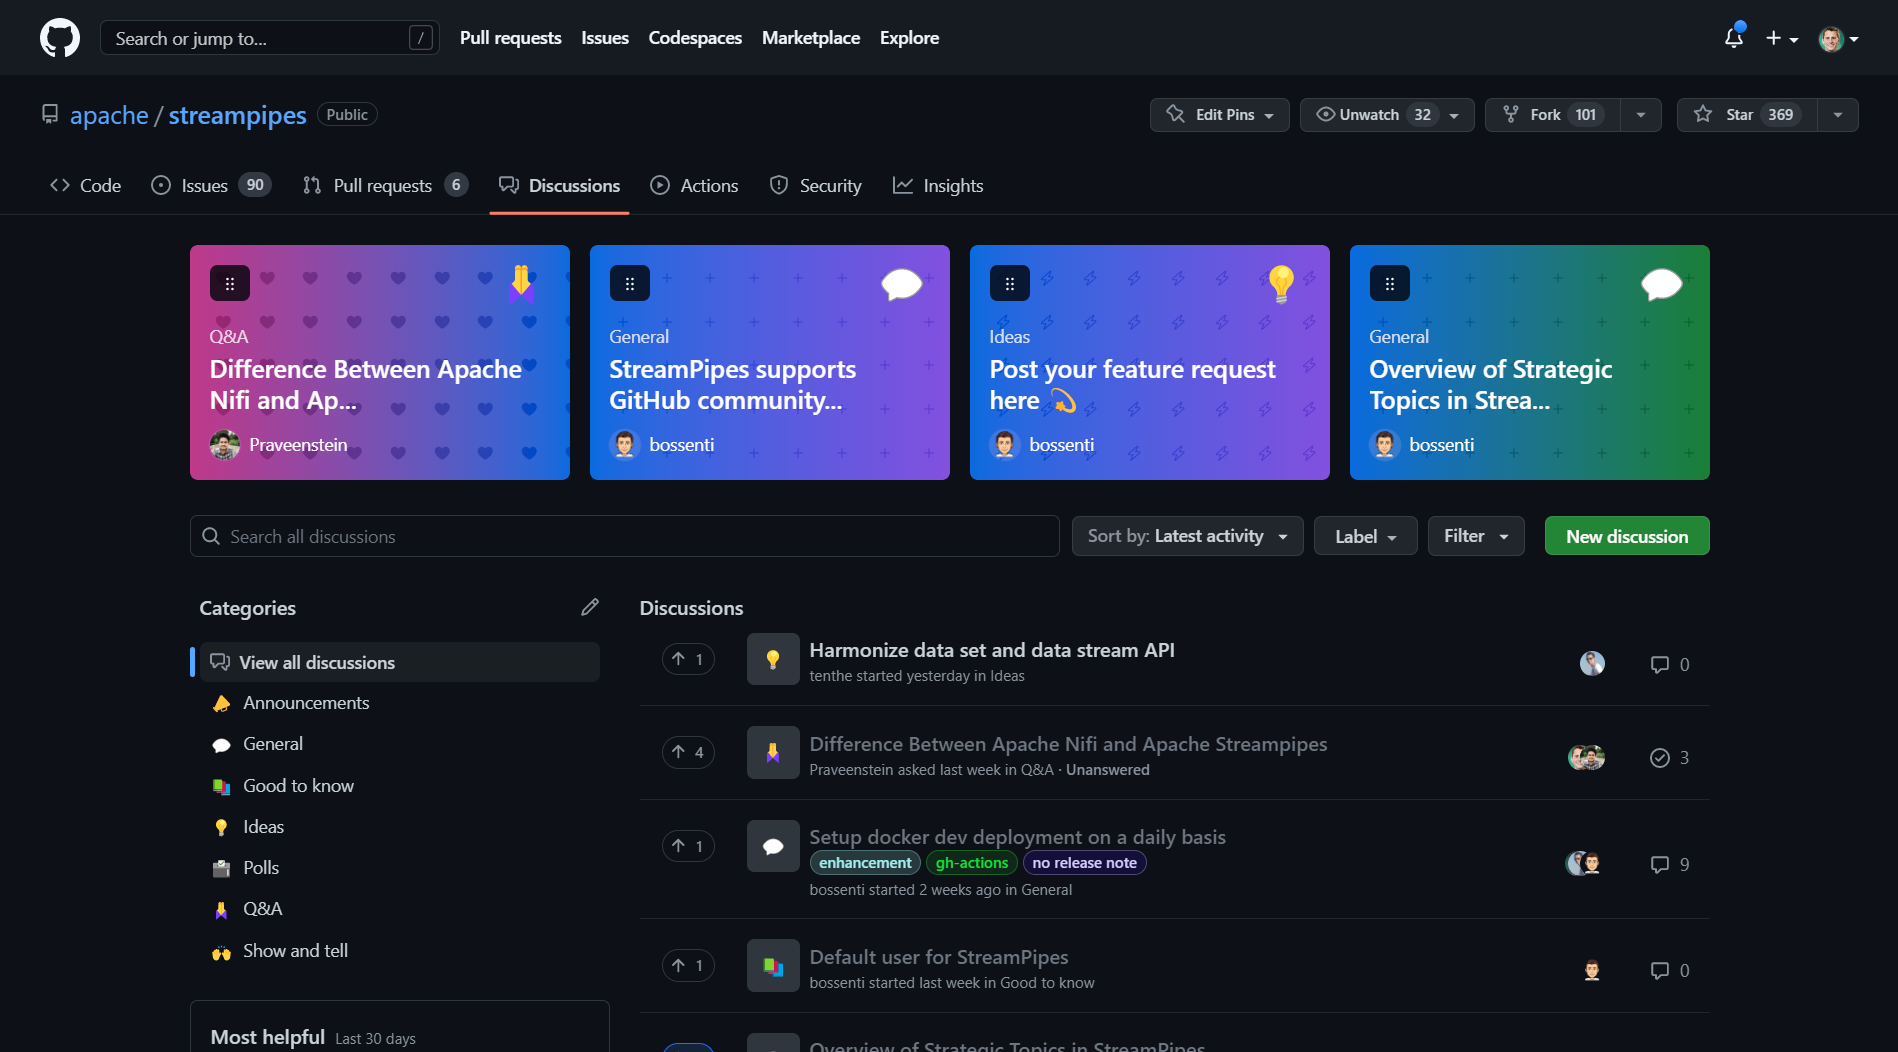 Search or jump to... /
Pull requests Issues Codespaces Marketplace Explore
apache / streampipes Public
Edit Pins Unwatch 32 Fork 101 Star 369
Code Issues 90 Pull requests 6 Discussions Actions Security Insights
Q&A
Difference Between Apache
Nifi and Ap...
Praveenstein
General
StreamPipes supports
GitHub community...
bossenti
Ideas
Post your feature request
here 💫
bossenti
General
Overview of Strategic
Topics in Strea...
bossenti
Search all discussions
Sort by: Latest activity Label Filter New discussion
Categories
View all discussions
Announcements
General
Good to know
Ideas
Polls
Q&A
Show and tell
Most helpful Last 30 days
Discussions
1 Harmonize data set and data stream API 0
tenthe started yesterday in Ideas
4 Difference Between Apache Nifi and Apache Streampipes 3
Praveenstein asked last week in Q&A · Unanswered
1 Setup docker dev deployment on a daily basis 9
enhancement gh-actions no release note
bossenti started 2 weeks ago in General
1 Default user for StreamPipes 0
bossenti started last week in Good to know
Overview of Strategic Topics in StreamPipes